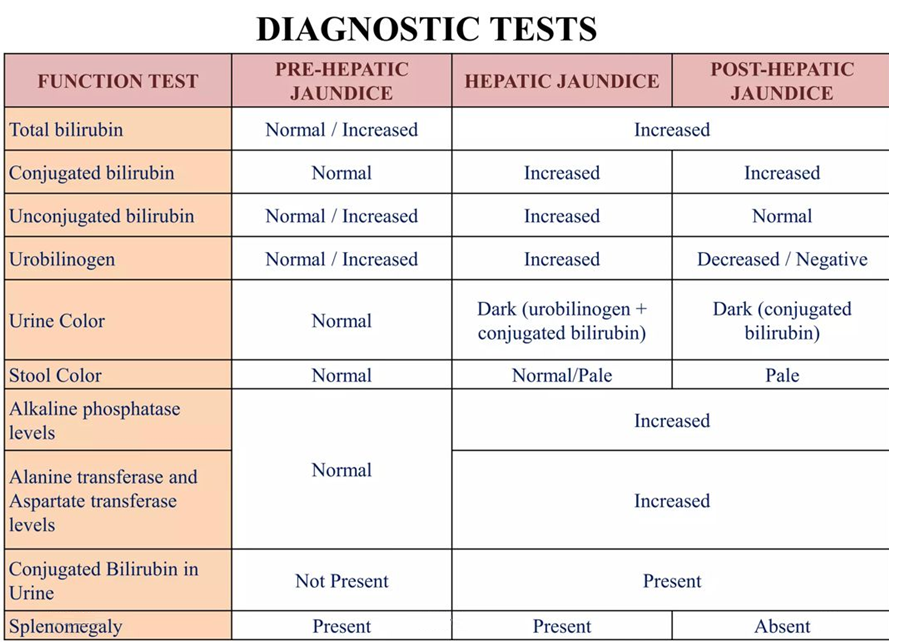 DIAGNOSTIC TESTS
FUNCTION TEST
PRE-HEPATIC
JAUNDICE
HEPATIC JAUNDICE
POST-HEPATIC
JAUNDICE
Total bilirubin
Normal / Increased
Increased
Conjugated bilirubin
Normal
Increased
Increased
Unconjugated bilirubin
Normal / Increased
Increased
Normal
Urobilinogen
Normal / Increased
Increased
Decreased / Negative
Urine Color
Normal
Dark (urobilinogen +
conjugated bilirubin)
Dark (conjugated
bilirubin)
Stool Color
Normal
Normal/Pale
Pale
Alkaline phosphatase
levels
Normal
Increased
Alanine transferase and
Aspartate transferase
levels
Increased
Conjugated Bilirubin in
Urine
Not Present
Present
Splenomegaly
Present
Present
Absent